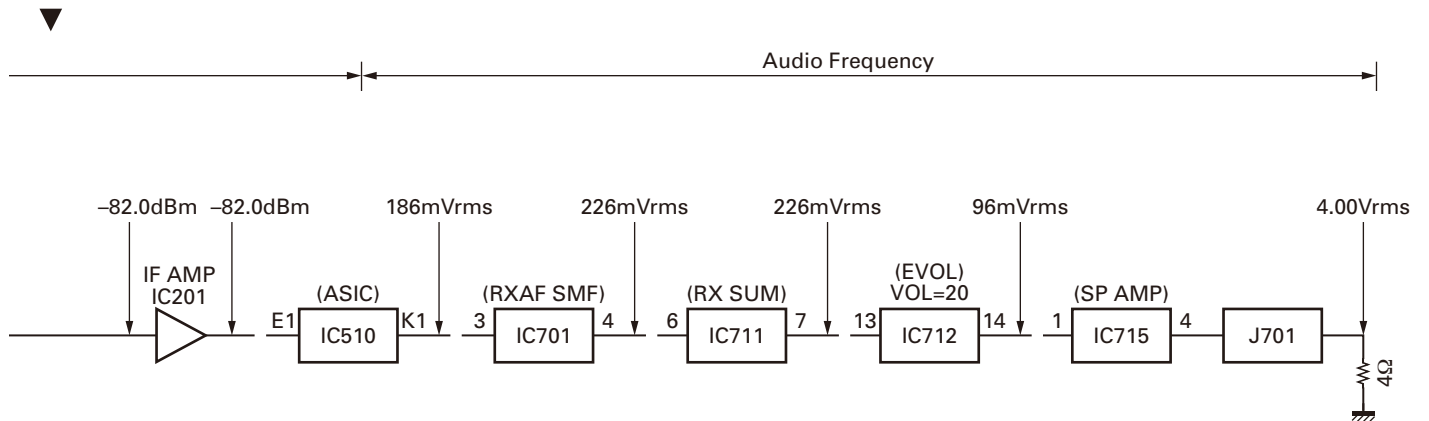 ▼
Audio Frequency
–82.0dBm –82.0dBm 186mVrms 226mVrms 226mVrms 96mVrms 4.00Vrms
IF AMP
IC201
(ASIC)
E1 IC510 K1
(RXAF SMF)
3 IC701 4
(RX SUM)
6 IC711 7
(EVOL)
VOL=20
13 IC712 14
(SP AMP)
1 IC715 4
J701
4Ω